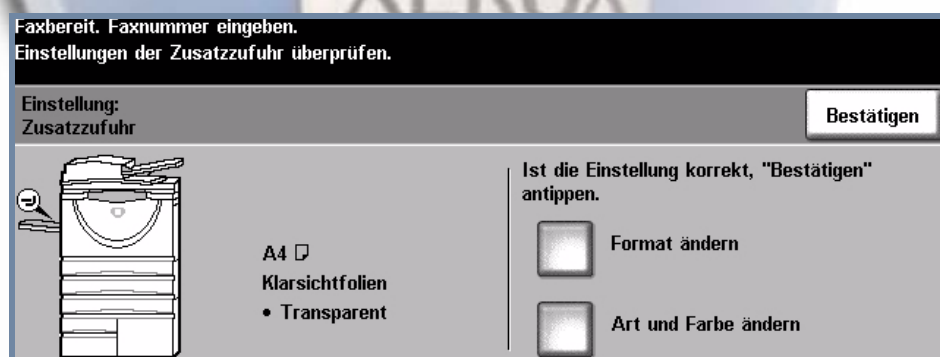 XEROX
Faxbereit. Faxnummer eingeben.
Einstellungen der Zusatzzufuhr überprüfen.
Einstellung:
Zusatzzufuhr
Bestätigen
Ist die Einstellung korrekt, "Bestätigen"
antippen.
A4
Klarsichtfolien
• Transparent
Format ändern
Art und Farbe ändern